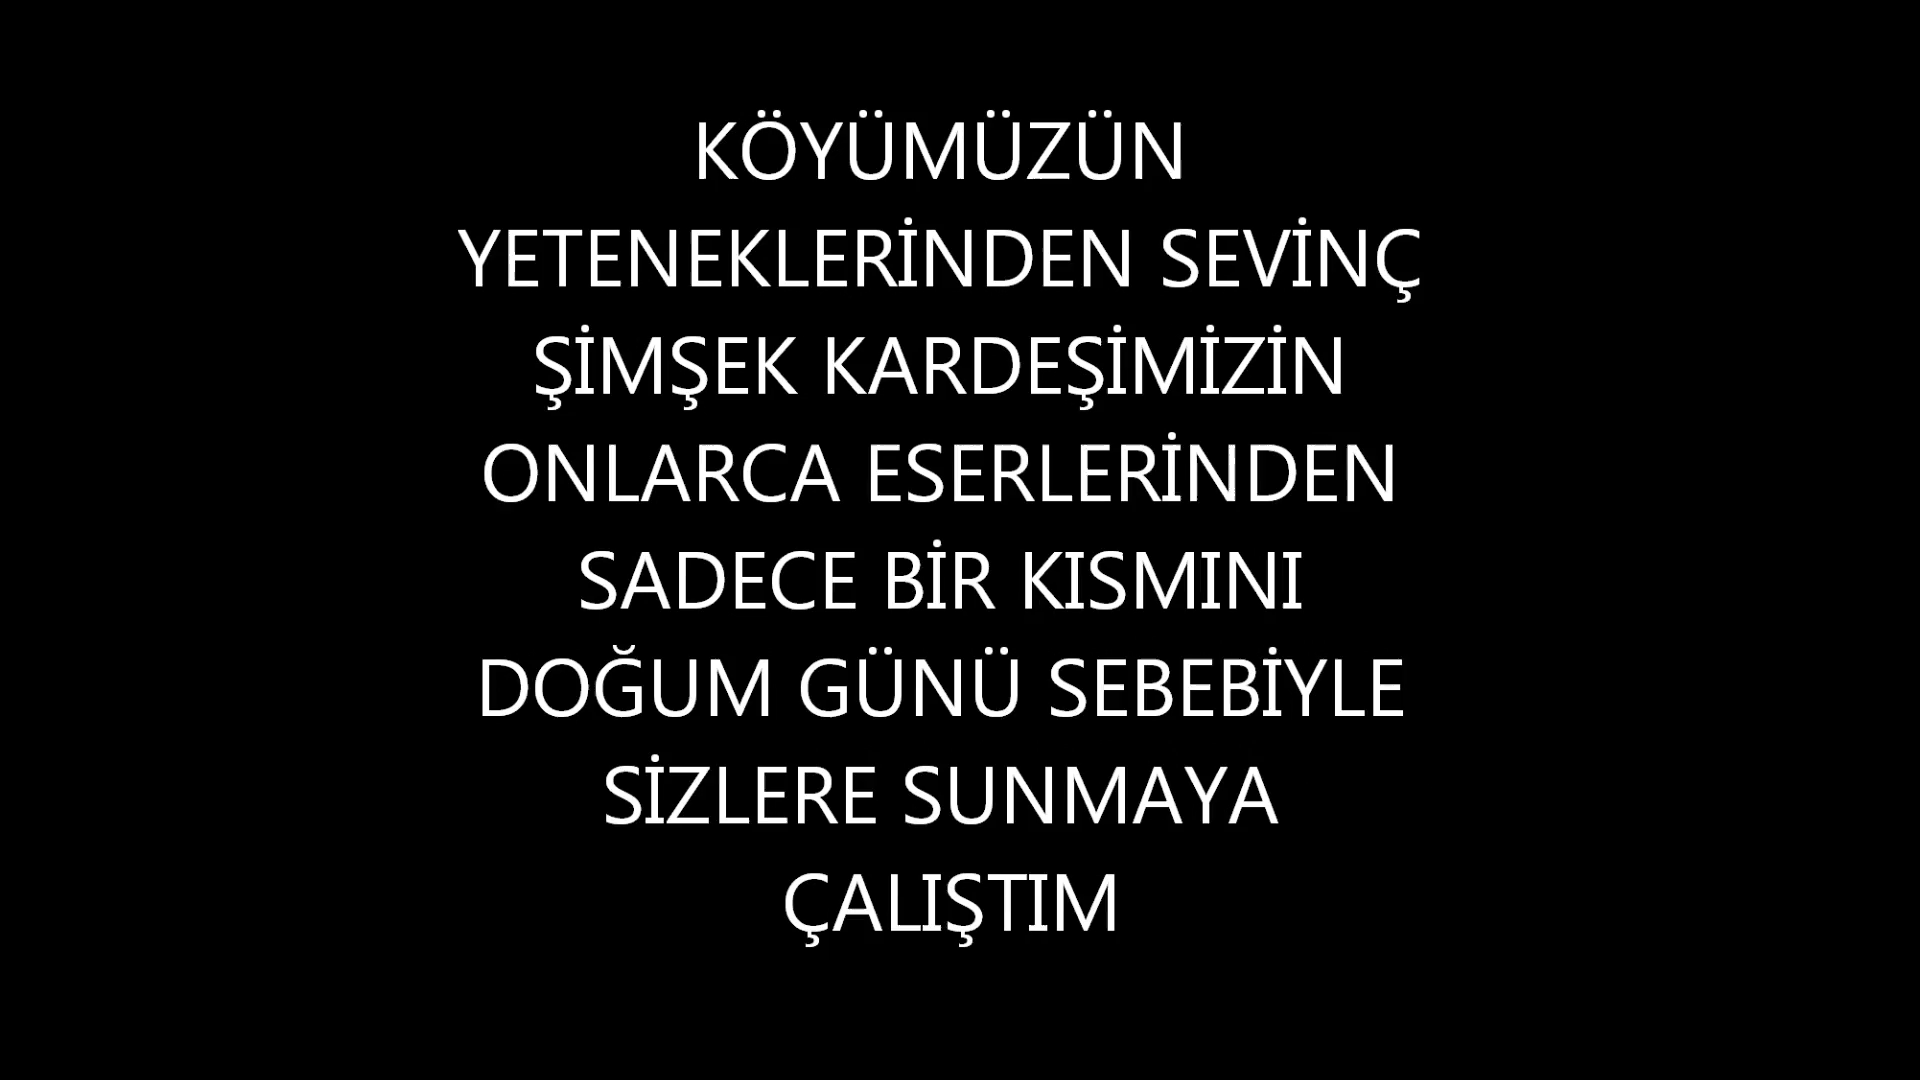 KÖYÜMÜZÜN
YETENEKLERİNDEN SEVİNÇ
ŞİMŞEK KARDEŞİMİZİN
ONLARCA ESERLERİNDEN
SADECE BİR KISMINI
DOĞUM GÜNÜ SEBEBİYLE
SİZLERE SUNMAYA
ÇALIŞTIM